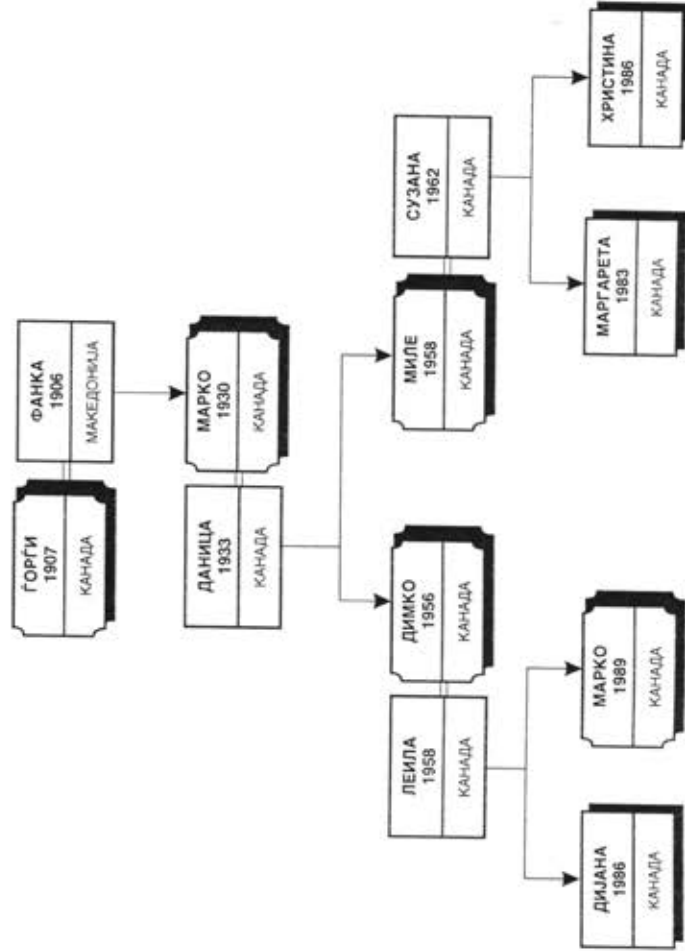 ЃОРЃИ
1907
КАНАДА
ФАНКА
1906
МАКЕДОНИЈА
ДАНИЦА
1933
КАНАДА
МАРКО
1930
КАНАДА
ЛЕИЛА
1958
КАНАДА
ДИМКО
1956
КАНАДА
МИЛЕ
1958
КАНАДА
СУЗАНА
1962
КАНАДА
ДИЈАНА
1986
КАНАДА
МАРКО
1989
КАНАДА
МАРГАРЕТА
1983
КАНАДА
ХРИСТИНА
1986
КАНАДА